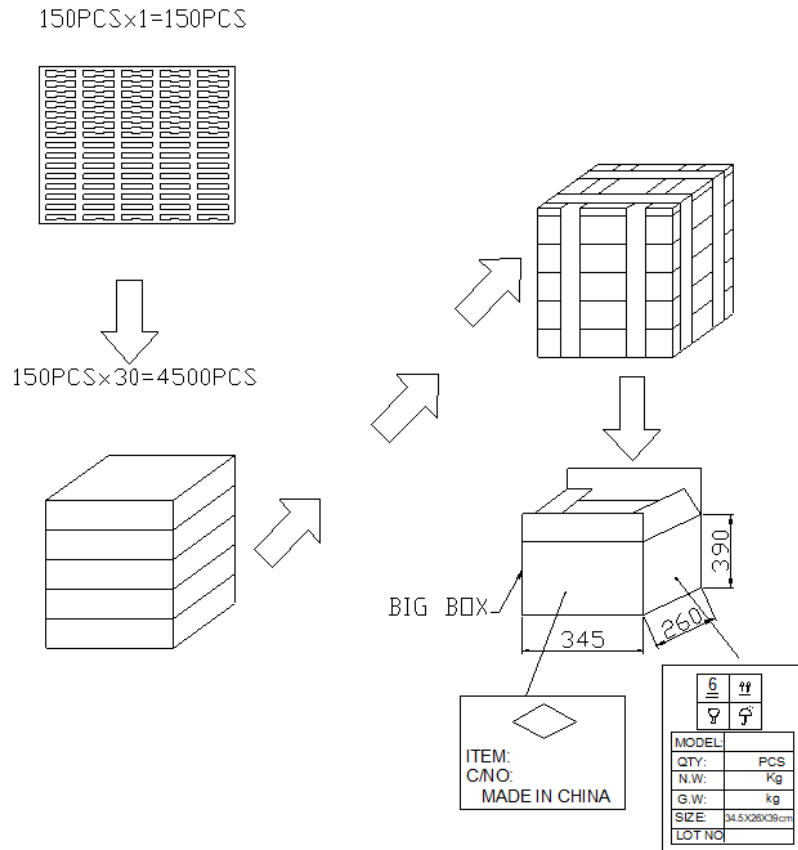 150PCS×1=150PCS
150PCS×30=4500PCS
BIG BOX
345
260
390
ITEM:
C/NO:
MADE IN CHINA
6
MODEL:
QTY: PCS
N.W: Kg
G.W: kg
SIZE: 34.5X26X39cm
LOT NO